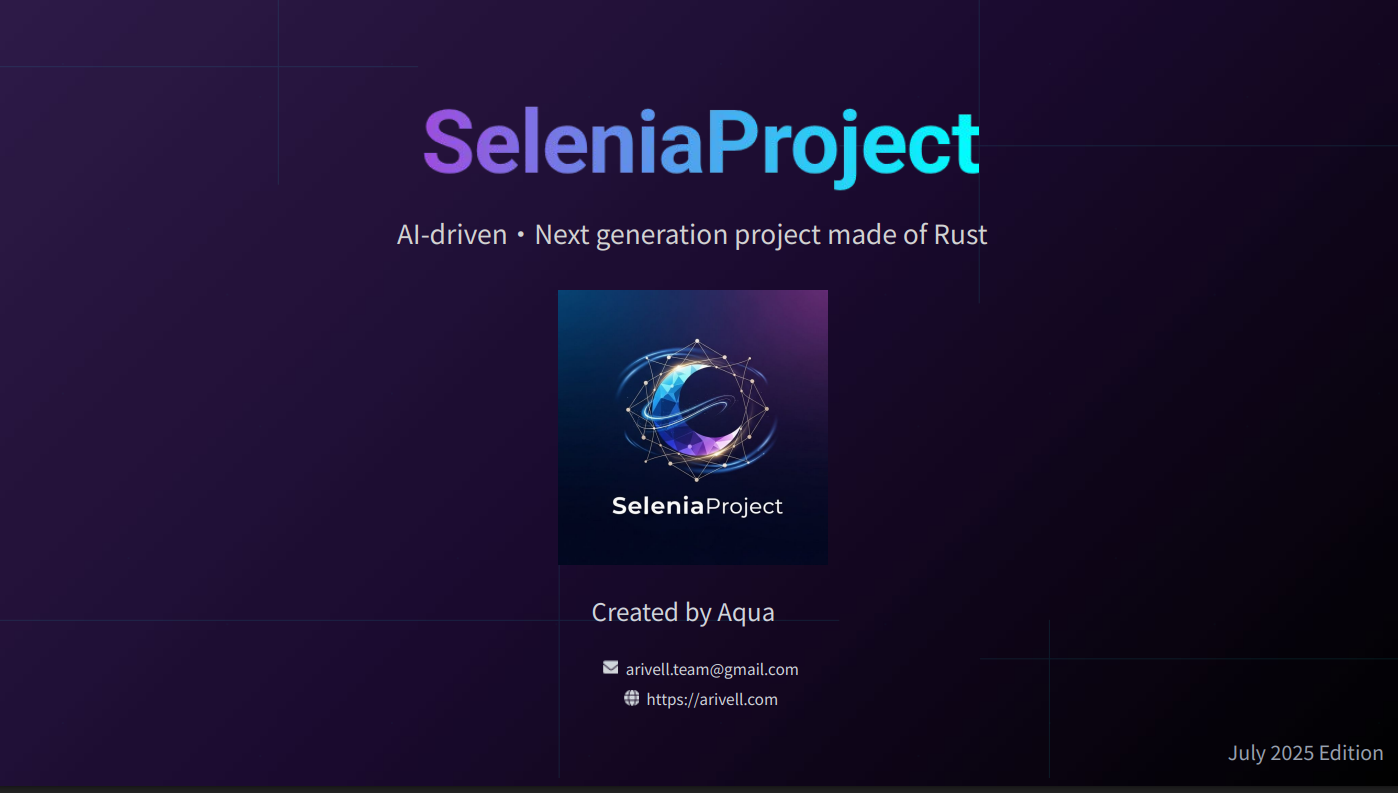 SeleniaProject
AI-driven・Next generation project made of Rust
SeleniaProject
Created by Aqua
arivell.team@gmail.com
https://arivell.com
July 2025 Edition